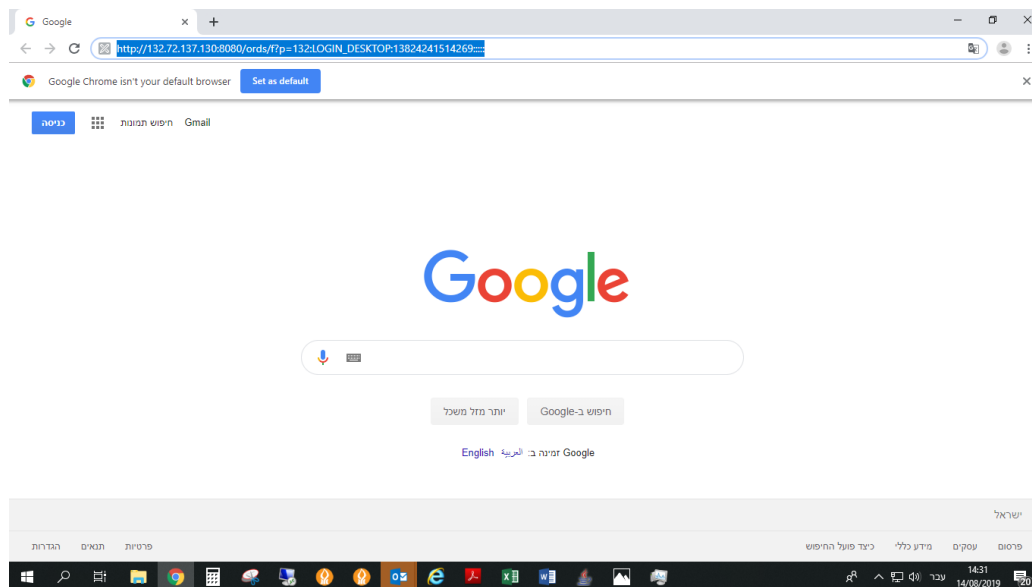 Google
http://132.72.137.130:8080/ords/f?p=132:LOGIN_DESKTOP:13824241514269:::::
Google Chrome isn't your default browser Set as default
Gmail חיפוש תמונות כניסה
Google
חיפוש ב-Google יותר מזל משכל
Google זמינה ב: العربية English
ישראל
פרסום עסקים מידע כללי כיצד פועל החיפוש פרטיות תנאים הגדרות
עבר 14:31
14/08/2019 20